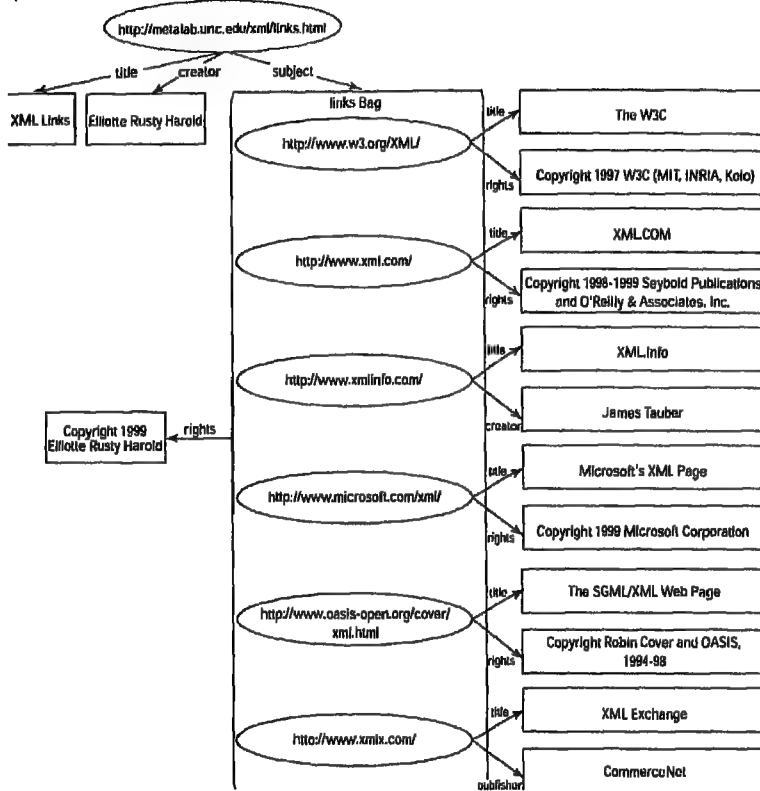 http://metalab.unc.edu/xml/links.html
title
creator
subject
XML Links
Elliotte Rusty Harold
links Bag
http://www.w3.org/XML/
title
The W3C
rights
Copyright 1997 W3C (MIT, INRIA, Keio)
http://www.xml.com/
title
XML.COM
rights
Copyright 1998-1999 Seybold Publications
and O'Reilly & Associates, Inc.
http://www.xmlinfo.com/
title
XML.Info
creator
James Tauber
Copyright 1999
Elliotte Rusty Harold
rights
http://www.microsoft.com/xml/
title
Microsoft's XML Page
rights
Copyright 1999 Microsoft Corporation
http://www.oasis-open.org/cover/
xml.html
title
The SGML/XML Web Page
rights
Copyright Robin Cover and OASIS,
1994-98
http://www.xmlx.com/
title
XML Exchange
publisher
CommerceNet